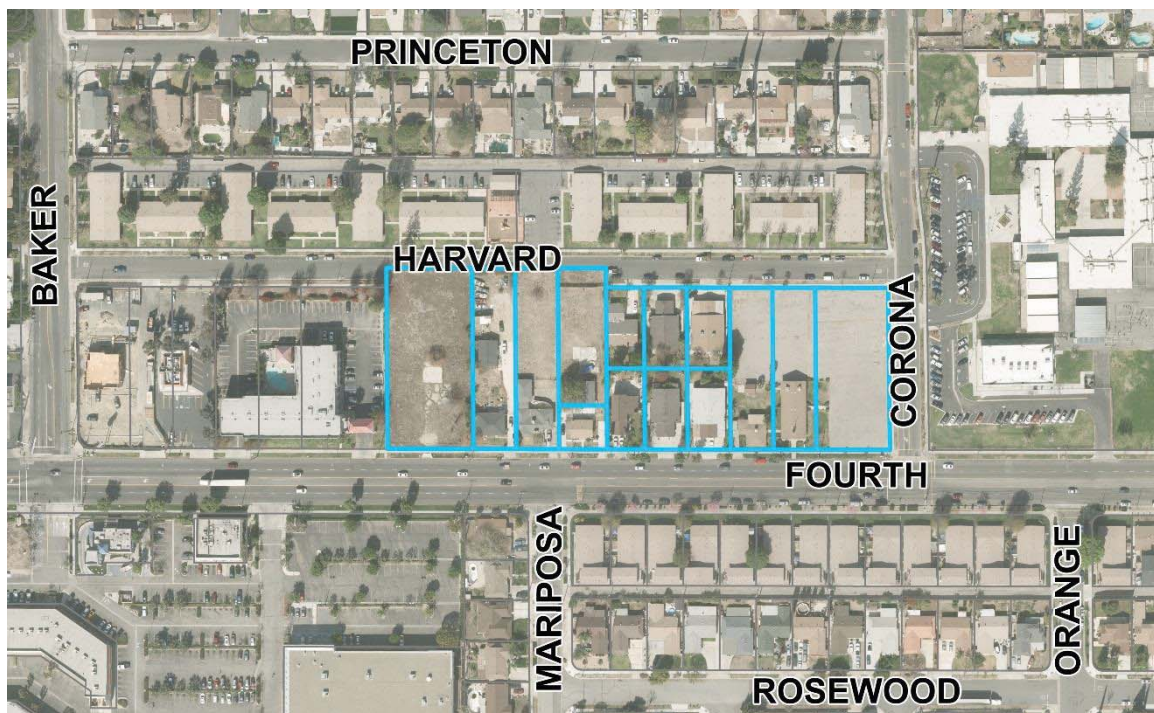 PRINCETON
BAKER
HARVARD
CORONA
FOURTH
MARIPOSA
ORANGE
ROSEWOOD